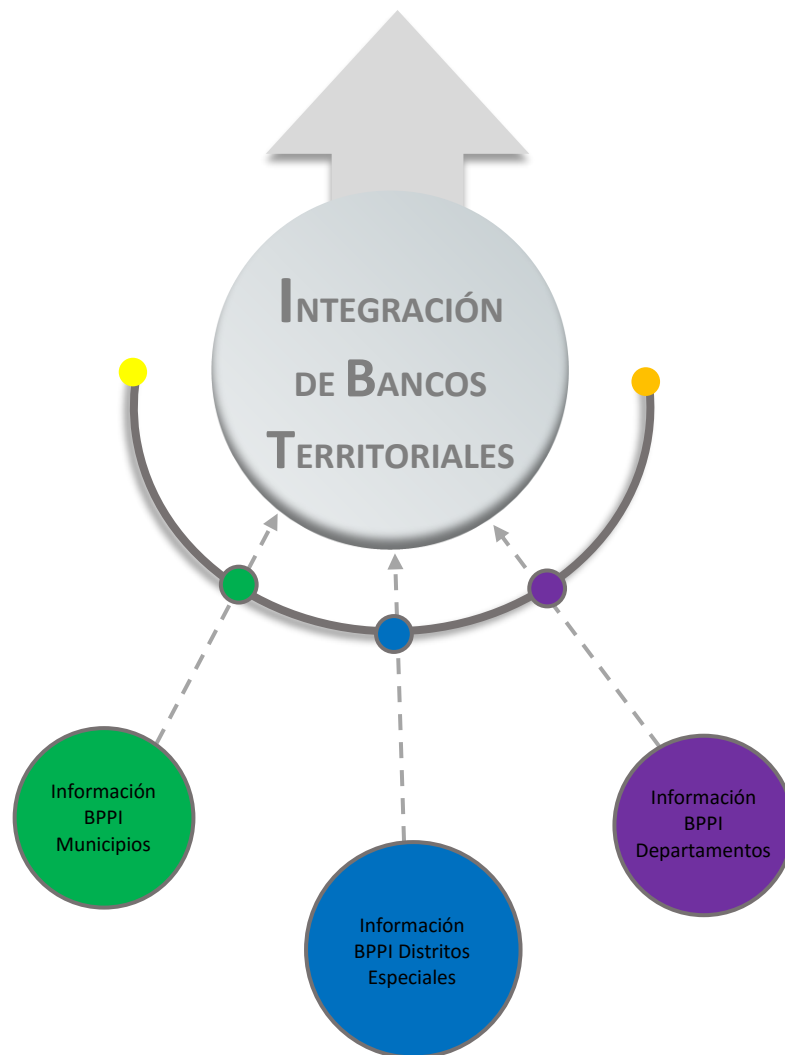 INTEGRACIÓN
DE BANCOS
TERRITORIALES
Información
BPPI
Municipios
Información
BPPI Distritos
Especiales
Información
BPPI
Departamentos